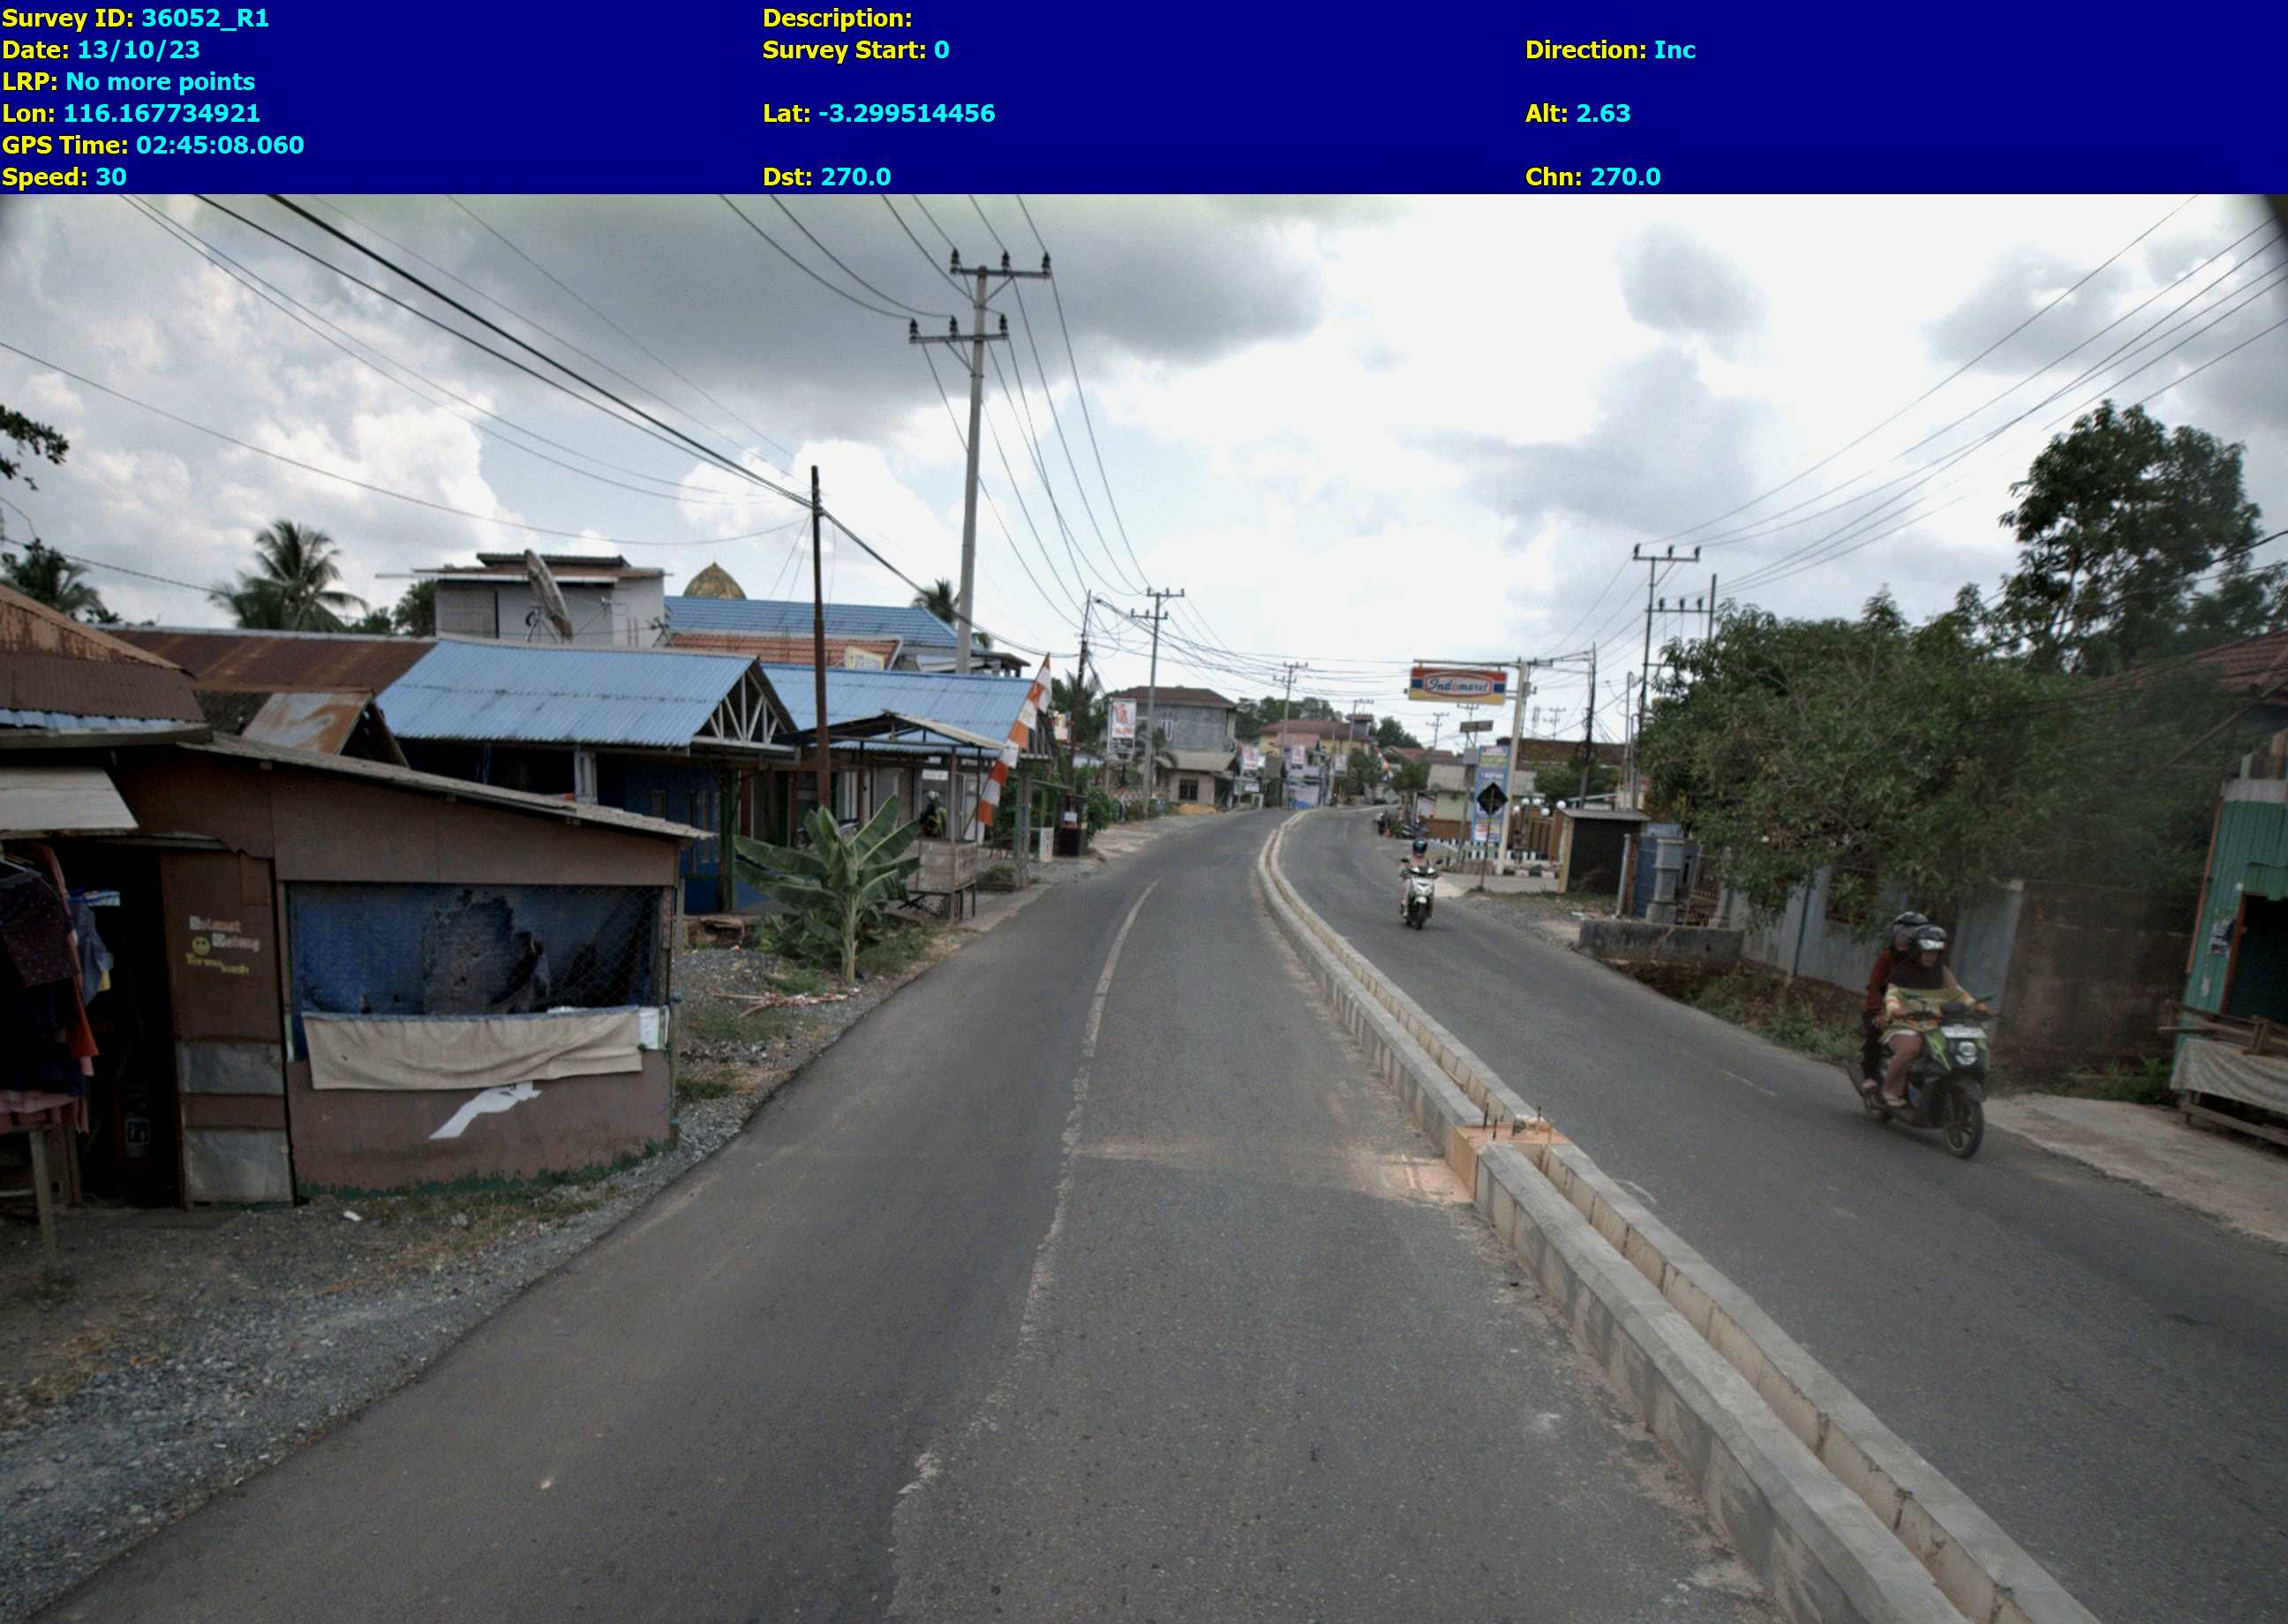 Survey ID: 36052_R1
Description:
Date: 13/10/23
Survey Start: 0
Direction: Inc
LRP: No more points
Lon: 116.167734921
Lat: -3.299514456
Alt: 2.63
GPS Time: 02:45:08.060
Speed: 30
Dst: 270.0
Chn: 270.0
Indomaret
Selamat
Datang